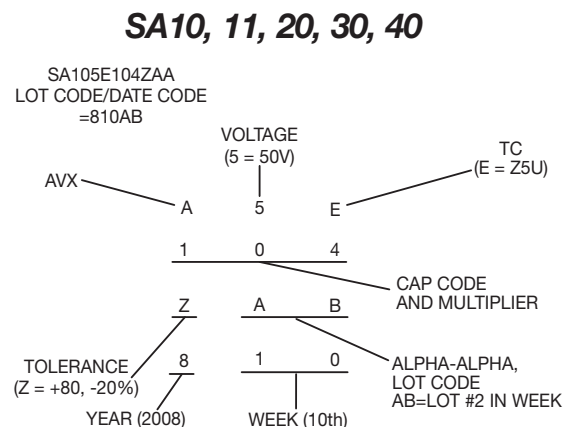 SA10, 11, 20, 30, 40
SA105E104ZAA
LOT CODE/DATE CODE
=810AB
VOLTAGE
(5 = 50V)
TC
(E = Z5U)
AVX
A 5 E
1 0 4
CAP CODE
AND MULTIPLIER
Z A B
TOLERANCE
(Z = +80, -20%)
8 1 0
ALPHA-ALPHA,
LOT CODE
AB=LOT #2 IN WEEK
YEAR (2008)
WEEK (10th)